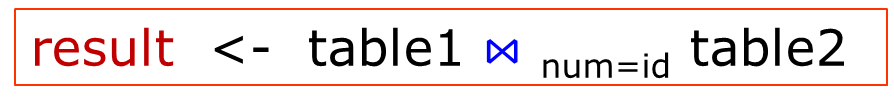 result <- table1 ⋈ num=id table2